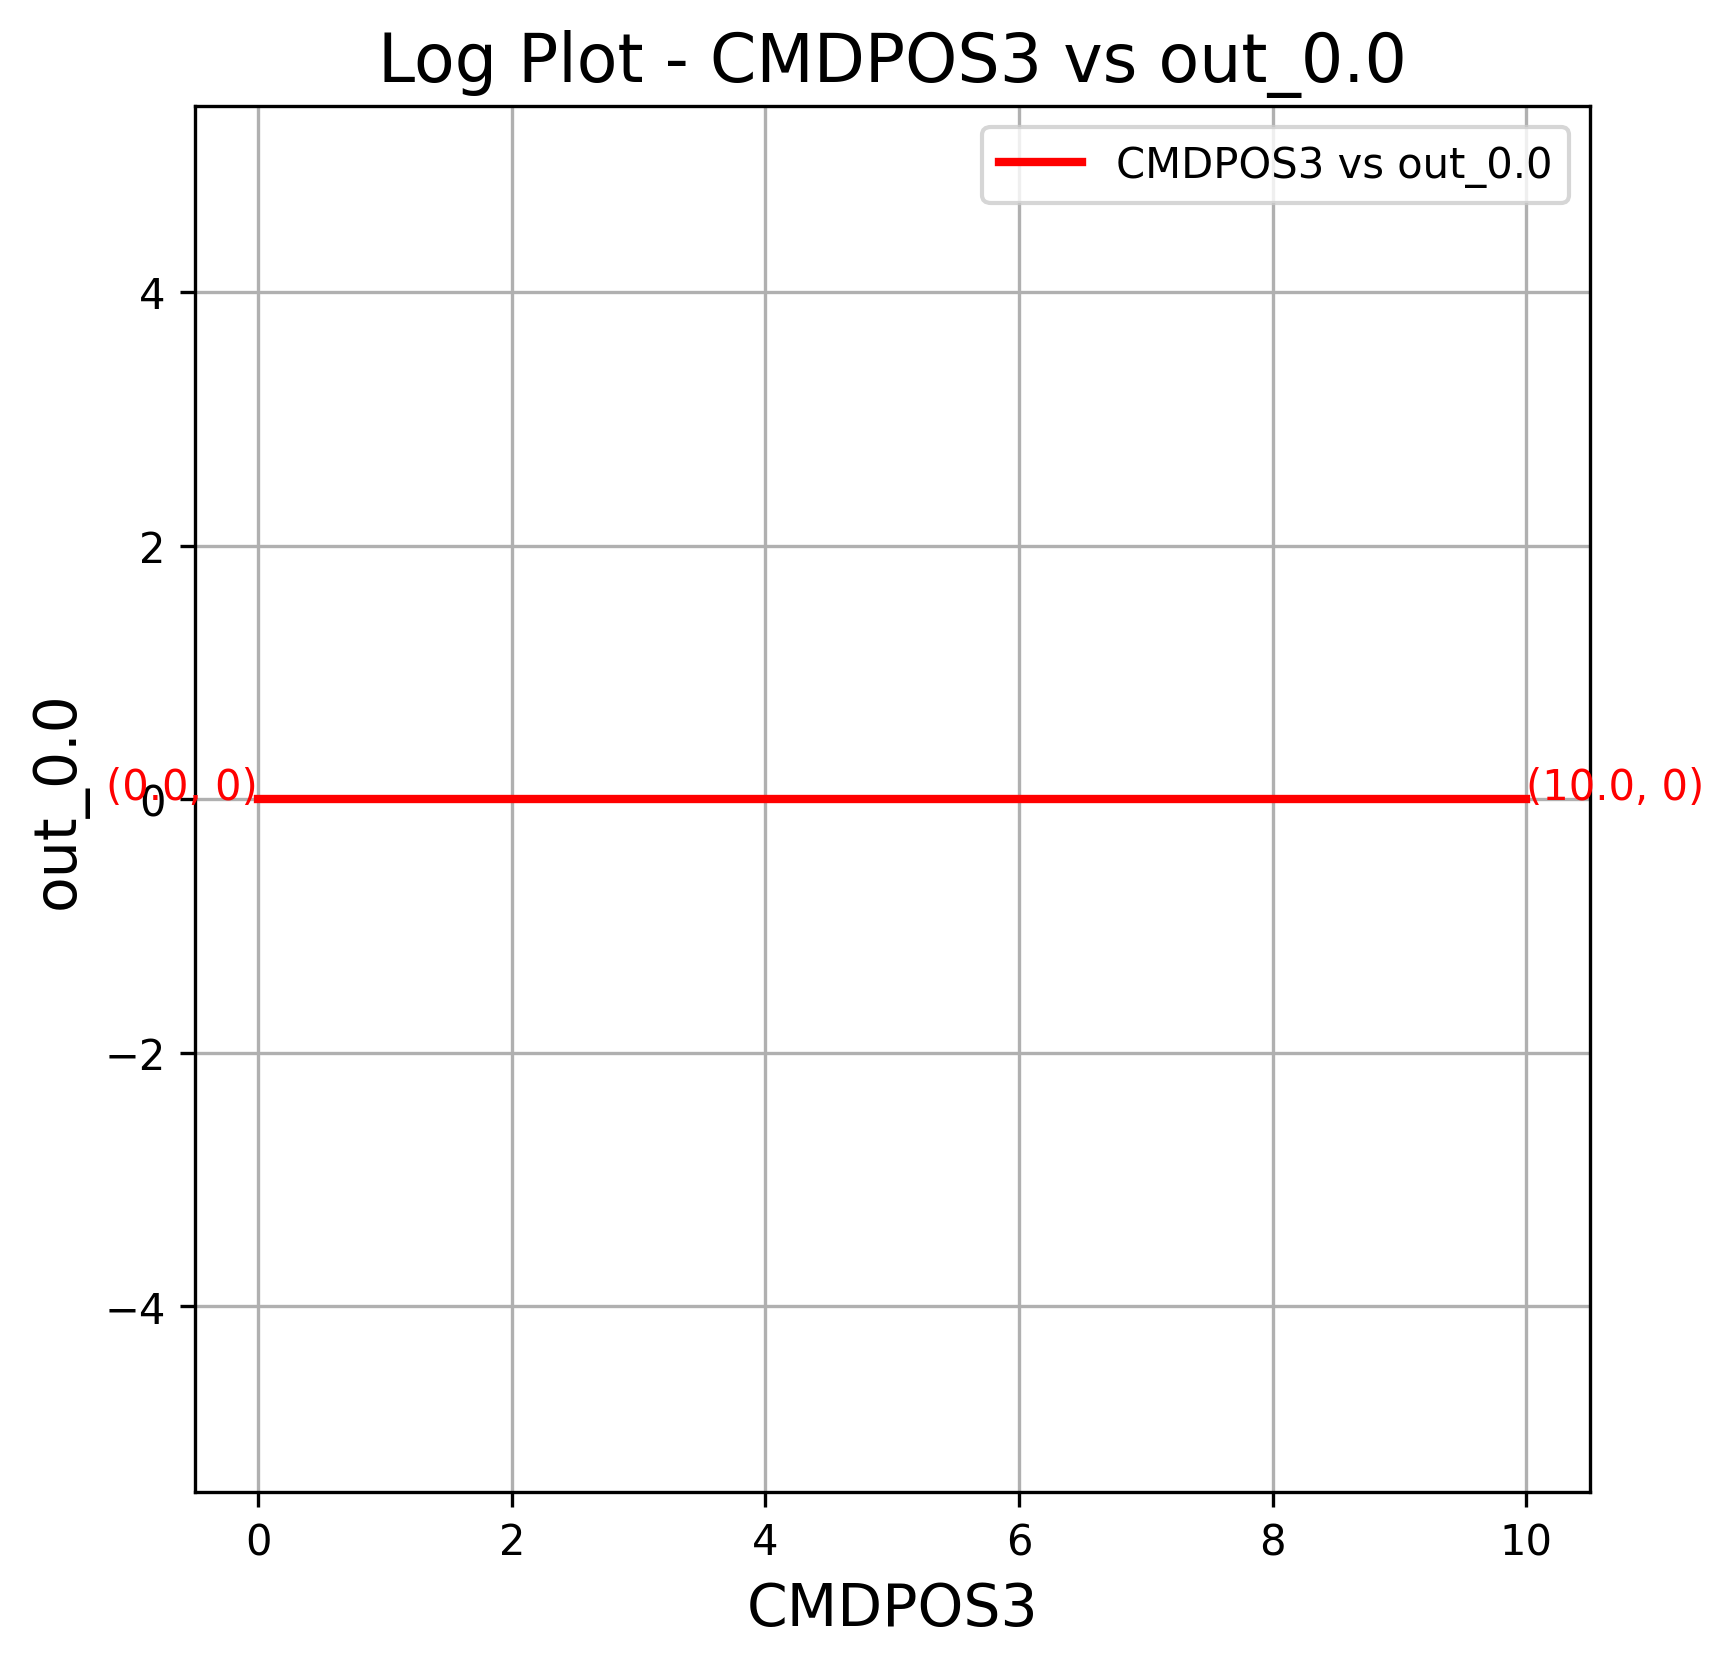 Log Plot - CMDPOS3 vs out_0.0
CMDPOS3 vs out_0.0
4
2
(0.0, 0)
0
(10.0, 0)
−2
−4
out_0.0
0 2 4 6 8 10
CMDPOS3